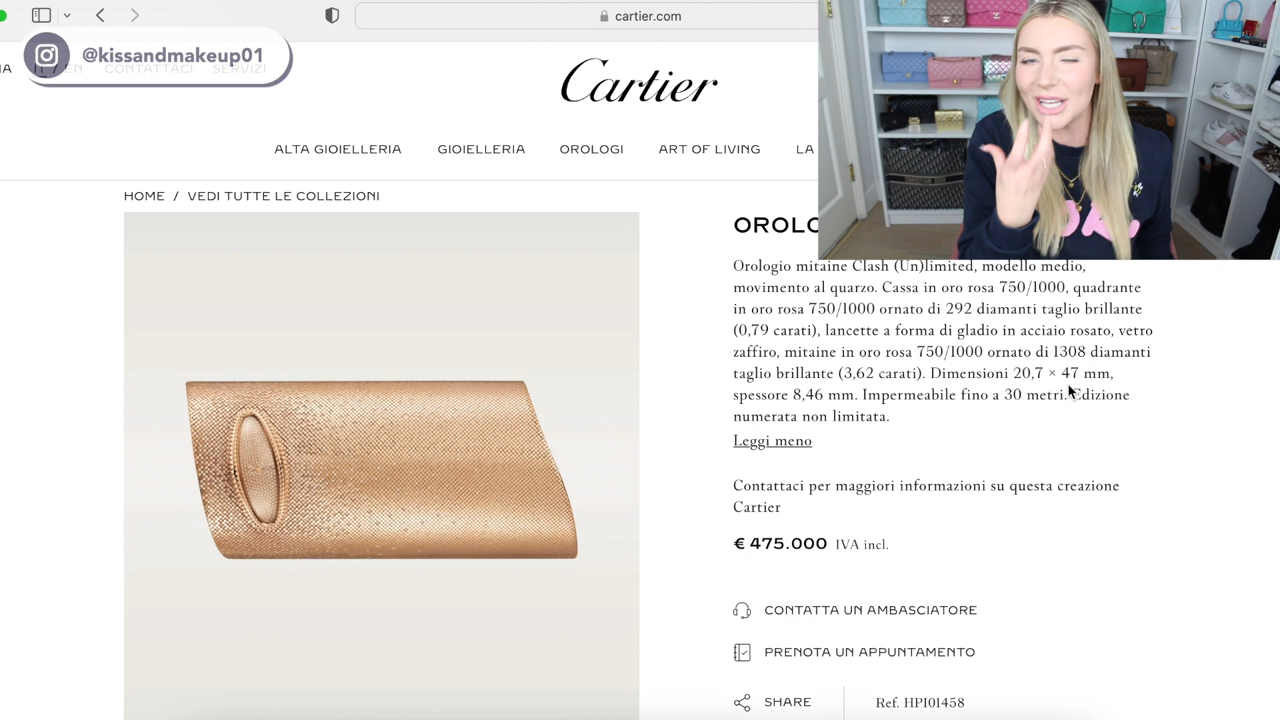 cartier.com
@kissandmakeup01
EN CONTATTACI SERVIZI
Cartier
ALTA GIOIELLERIA GIOIELLERIA OROLOGI ART OF LIVING LA
HOME / VEDI TUTTE LE COLLEZIONI
Orologio mitaine Clash (Un)limited, modello medio,
movimento al quarzo. Cassa in oro rosa 750/1000, quadrante
in oro rosa 750/1000 ornato di 292 diamanti taglio brillante
(0,79 carati), lancette a forma di gladio in acciaio rosato, vetro
zaffiro, mitaine in oro rosa 750/1000 ornato di 1308 diamanti
taglio brillante (3,62 carati). Dimensioni 20,7 × 47 mm,
spessore 8,46 mm. Impermeabile fino a 30 metri. Edizione
numerata non limitata.
Leggi meno
Contattaci per maggiori informazioni su questa creazione
Cartier
€ 475.000 IVA incl.
CONTATTA UN AMBASCIATORE
PRENOTA UN APPUNTAMENTO
SHARE Ref. HPI01458